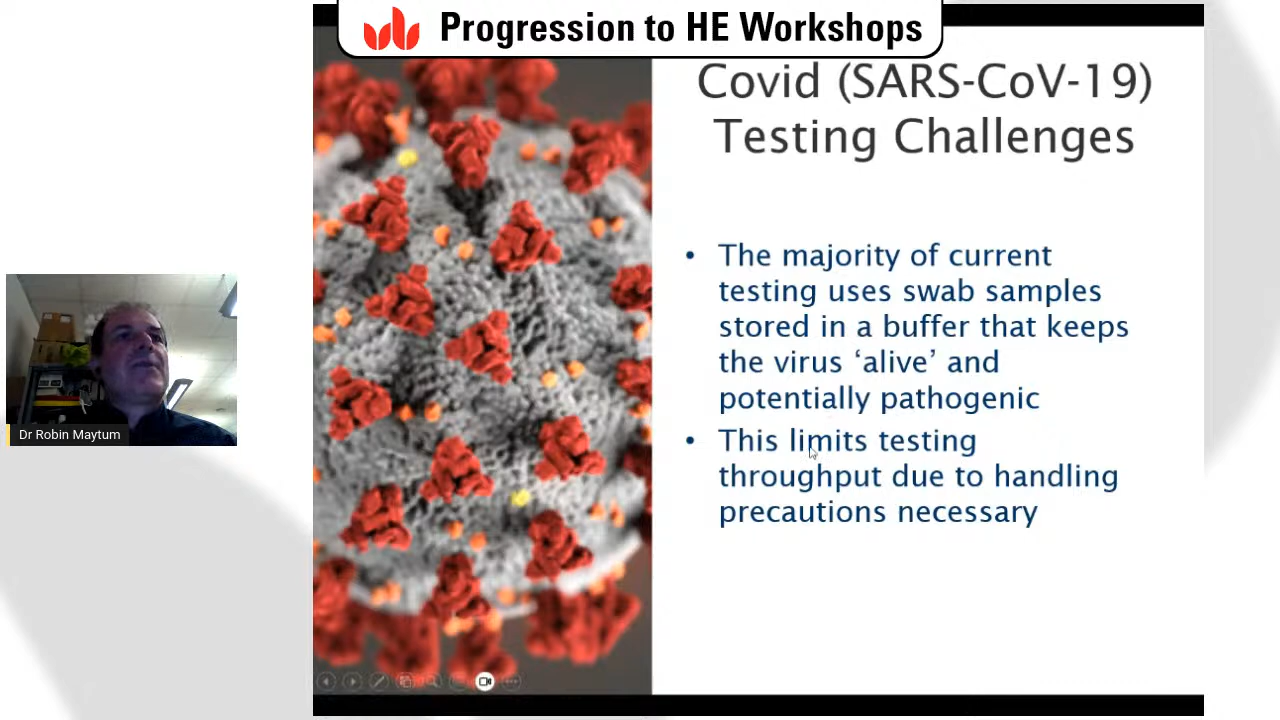 Progression to HE Workshops
Covid (SARS-CoV-19)
Testing Challenges
• The majority of current
testing uses swab samples
stored in a buffer that keeps
the virus ‘alive’ and
potentially pathogenic
• This limits testing
throughput due to handling
precautions necessary
Dr Robin Maytum